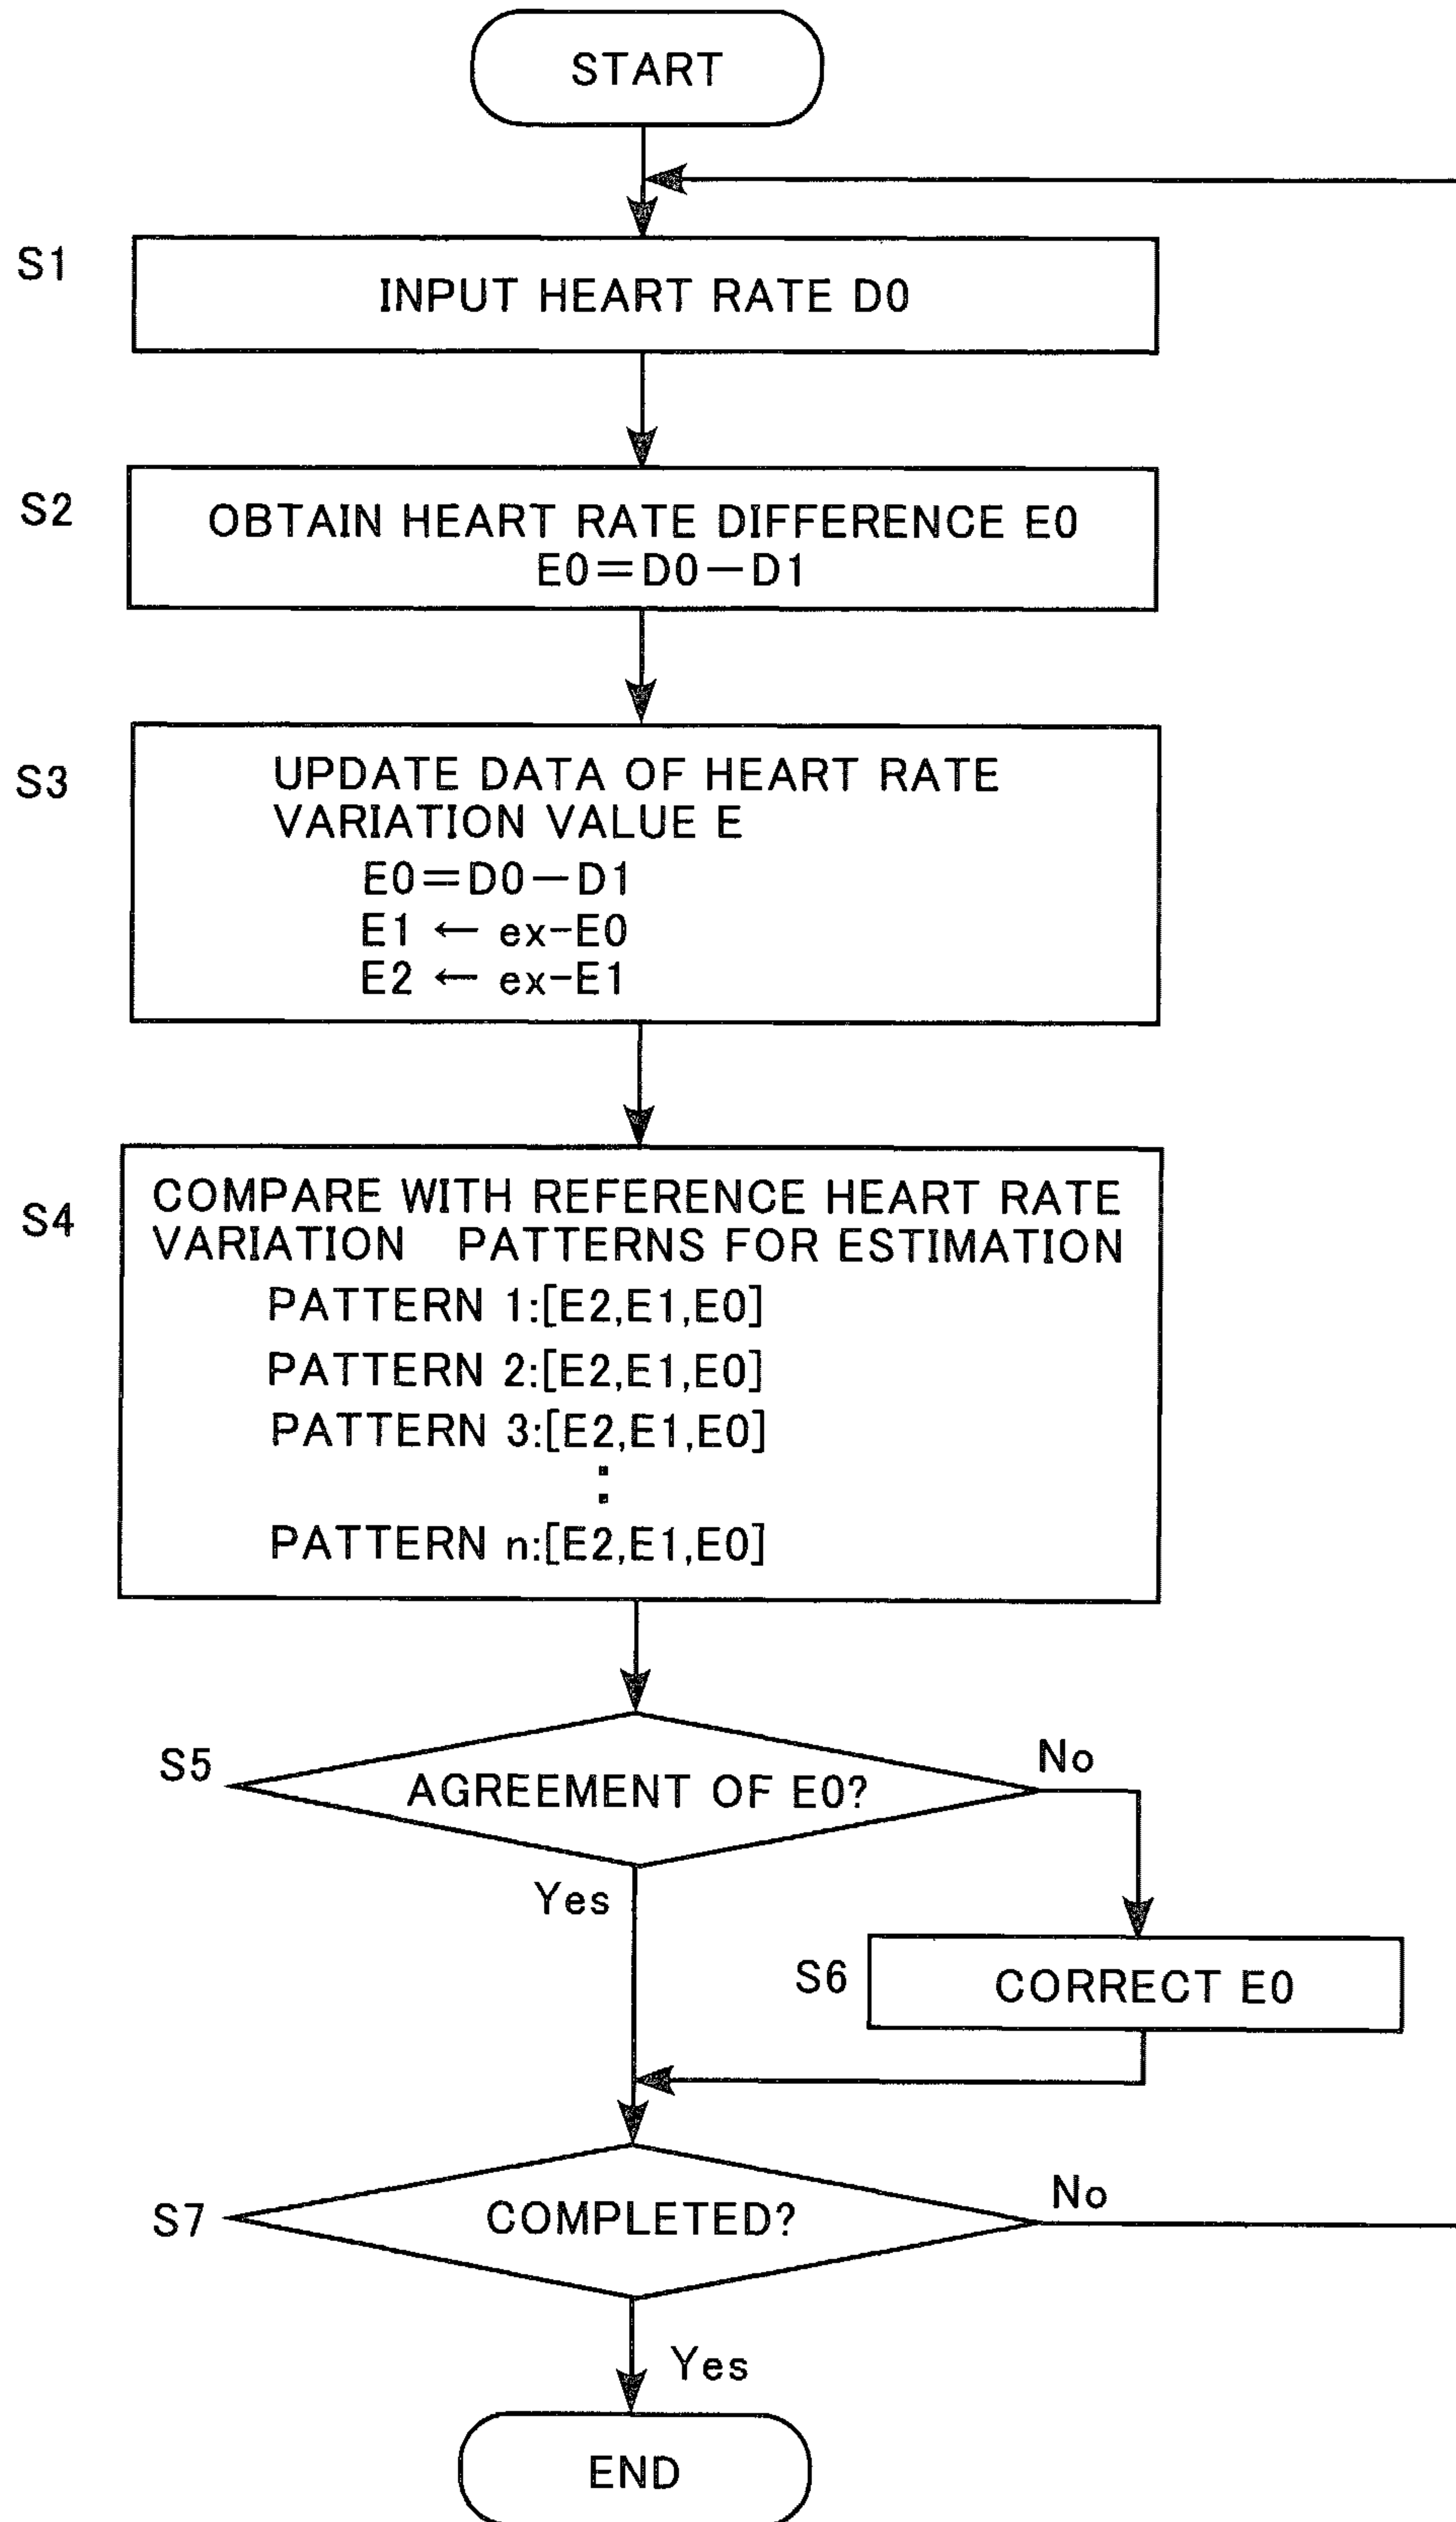 START
S1
INPUT HEART RATE D0
S2
OBTAIN HEART RATE DIFFERENCE E0
E0=D0−D1
S3
UPDATE DATA OF HEART RATE
VARIATION VALUE E
E0=D0−D1
E1 ← ex-E0
E2 ← ex-E1
S4
COMPARE WITH REFERENCE HEART RATE
VARIATION PATTERNS FOR ESTIMATION
PATTERN 1:[E2,E1,E0]
PATTERN 2:[E2,E1,E0]
PATTERN 3:[E2,E1,E0]
:
PATTERN n:[E2,E1,E0]
S5
AGREEMENT OF E0?
No
Yes
S6
CORRECT E0
S7
COMPLETED?
No
Yes
END